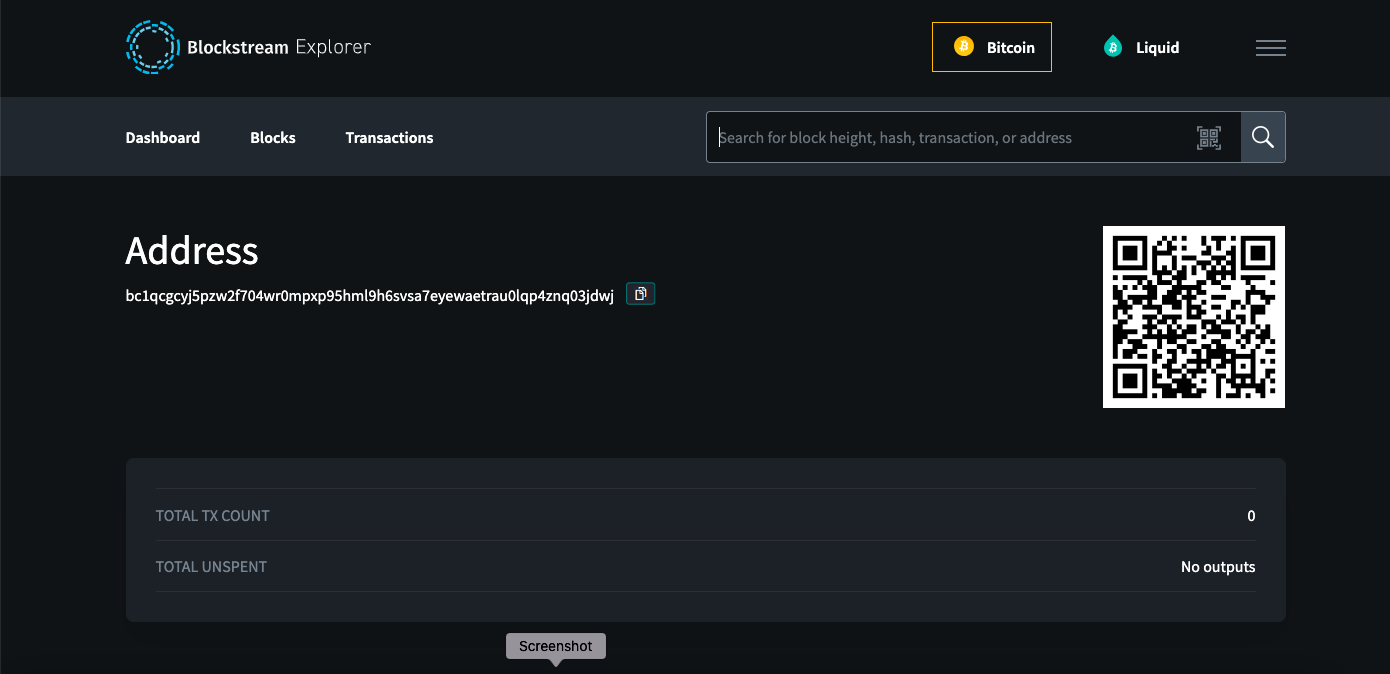 Blockstream Explorer
Bitcoin
Liquid
Dashboard
Blocks
Transactions
Search for block height, hash, transaction, or address
Address
bc1qcgcyj5pzw2f704wr0mpxp95hml9h6svsa7eyewaetrau0lqp4znq03jdwj
TOTAL TX COUNT
0
TOTAL UNSPENT
No outputs
Screenshot